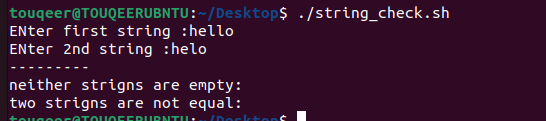 touqeer@TOUQEERUBNTU:~/Desktop$ ./string_check.sh
ENter first string :hello
ENter 2nd string :helo
---------
neither strigns are empty:
two strigns are not equal:
touqeer@TOUQEERUBNTU:~/Desktop$